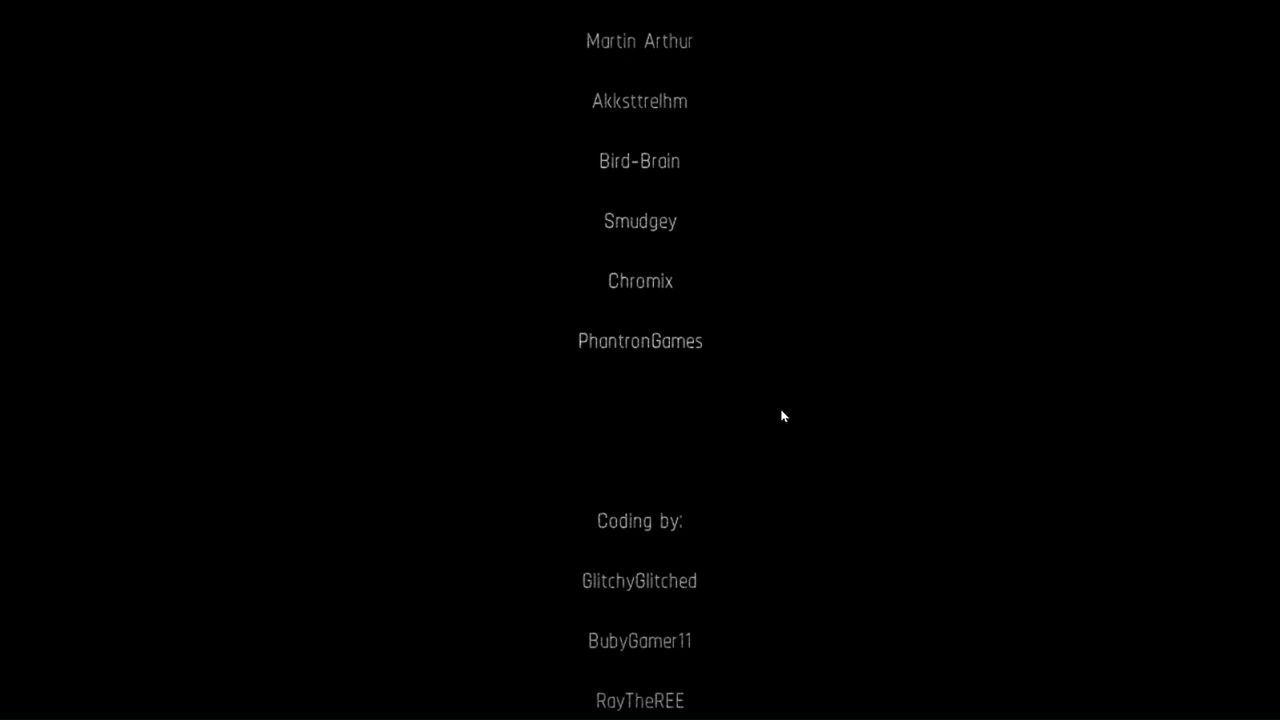 Martin Arthur
Akksttrelhm
Bird-Brain
Smudgey
Chromix
PhantronGames
Coding by:
GlitchyGlitched
BubyGamer11
RayTheREE